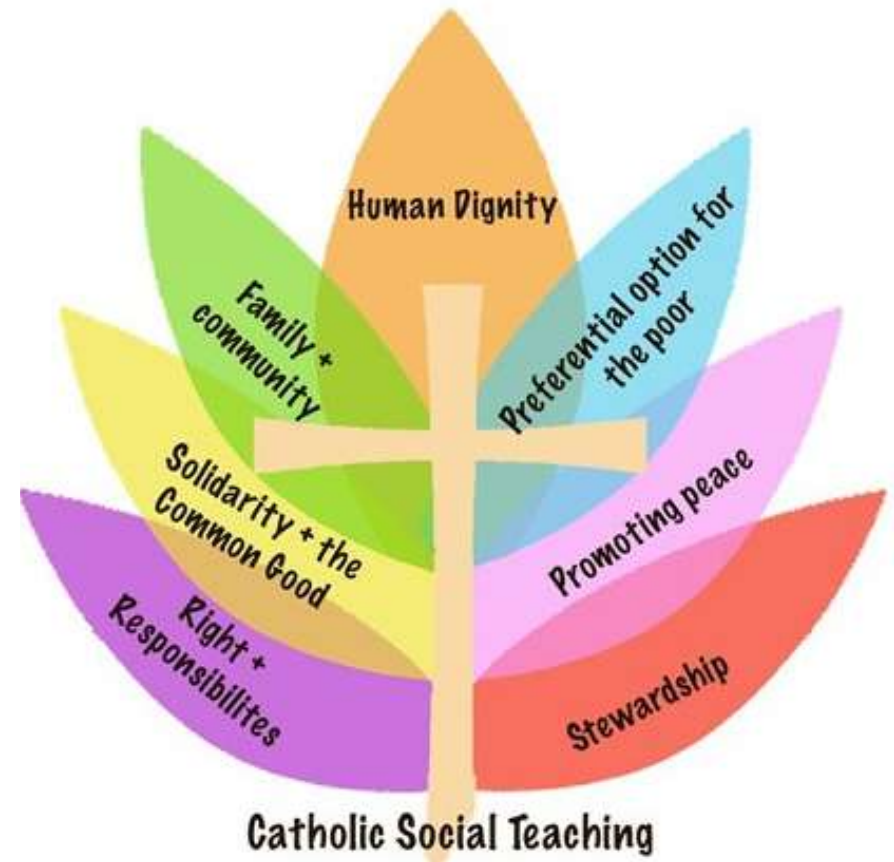 Human Dignity
Family +
community
Preferential option for
the poor
Solidarity + the
Common Good
Promoting peace
Right +
Responsibilites
Stewardship
Catholic Social Teaching